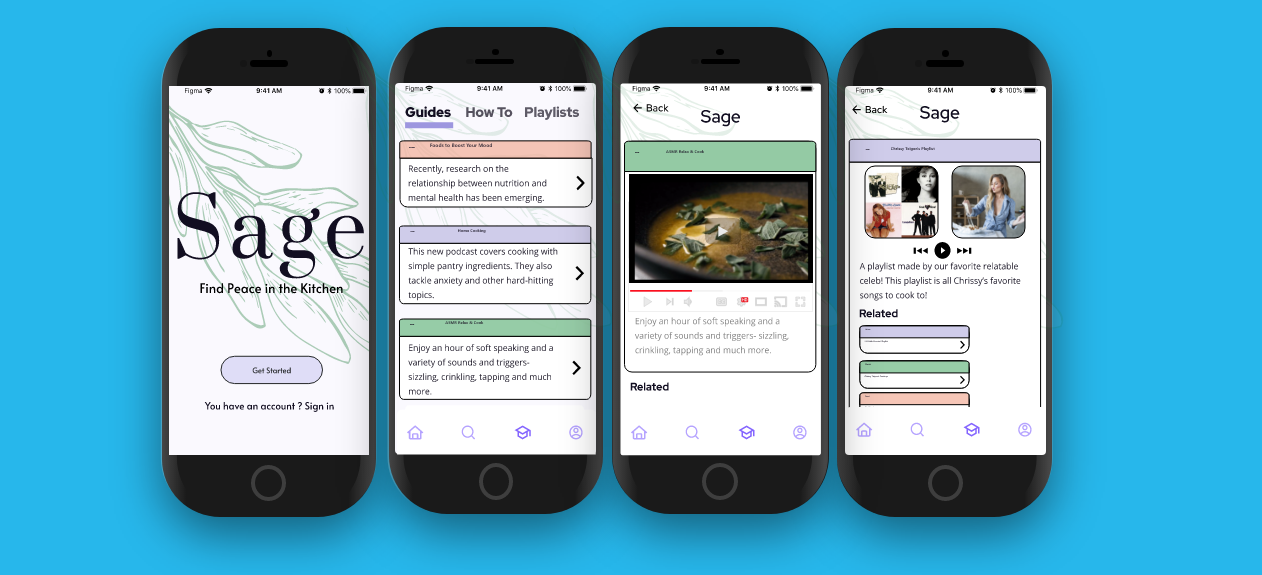 Figma 9:41 AM 100%
Sage
Find Peace in the Kitchen
Get Started
You have an account ? Sign in
Figma 9:41 AM 100%
Guides How To Playlists
Foods to Boost Your Mood
Recently, research on the
relationship between nutrition and
mental health has been emerging.
Home Cooking
This new podcast covers cooking with
simple pantry ingredients. They also
tackle anxiety and other hard-hitting
topics.
ASMR Relax & Cook
Enjoy an hour of soft speaking and a
variety of sounds and triggers-
sizzling, crinkling, tapping and much
more.
Figma 9:41 AM 100%
Back
Sage
ASMR Relax & Cook
HD
Enjoy an hour of soft speaking and a
variety of sounds and triggers- sizzling,
crinkling, tapping and much more.
Related
Figma 9:41 AM 100%
Back
Sage
Chrissy Teigen's Playlist
A playlist made by our favorite relatable
celeb! This playlist is all Chrissy's favorite
songs to cook to!
Related